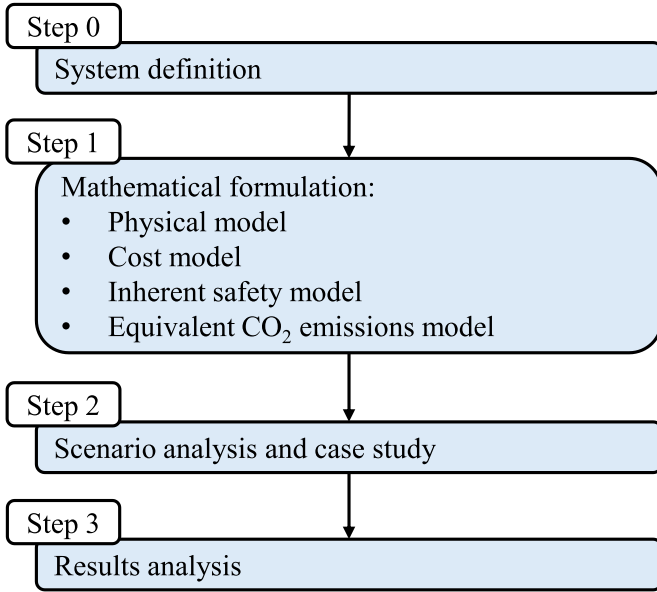 Step 0
System definition
Step 1
Mathematical formulation:
• Physical model
• Cost model
• Inherent safety model
• Equivalent CO₂ emissions model
Step 2
Scenario analysis and case study
Step 3
Results analysis